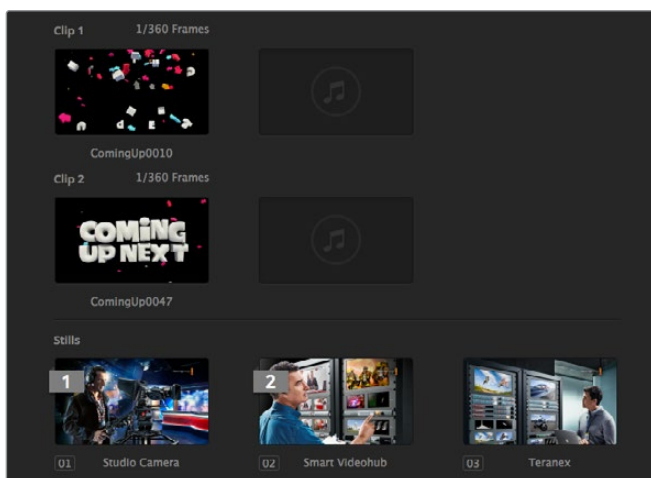 Clip 1 1/360 Frames
ComingUp0010
Clip 2 1/360 Frames
COMiNG
UP NEXT
ComingUp0047
Stills
1 2
01 Studio Camera 02 Smart Videohub 03 Teranex